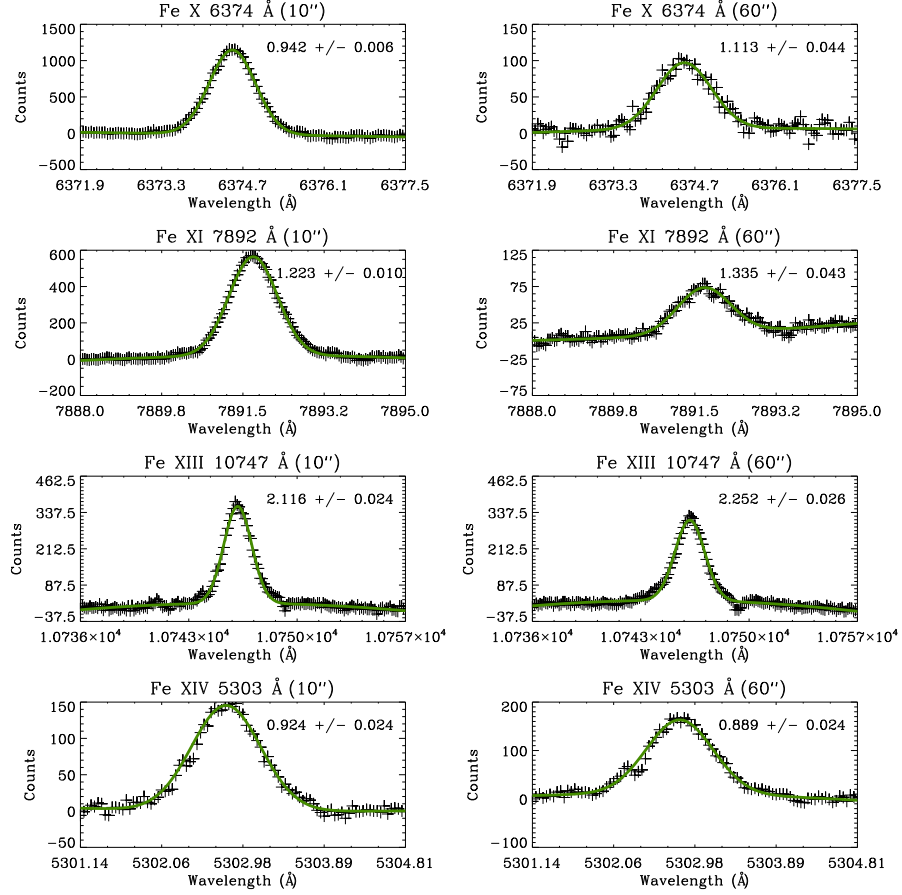 Fe X 6374 Å (10″)
1500
1000
500
0
−500
Counts
0.942 +/− 0.006
6371.9 6373.3 6374.7 6376.1 6377.5
Wavelength (Å)
Fe X 6374 Å (60″)
150
100
50
0
−50
Counts
1.113 +/− 0.044
6371.9 6373.3 6374.7 6376.1 6377.5
Wavelength (Å)
Fe XI 7892 Å (10″)
600
400
200
0
−200
Counts
1.223 +/− 0.010
7888.0 7889.8 7891.5 7893.2 7895.0
Wavelength (Å)
Fe XI 7892 Å (60″)
125
75
25
−25
−75
Counts
1.335 +/− 0.043
7888.0 7889.8 7891.5 7893.2 7895.0
Wavelength (Å)
Fe XIII 10747 Å (10″)
462.5
337.5
212.5
87.5
−37.5
Counts
2.116 +/− 0.024
1.0736×10⁴ 1.0743×10⁴ 1.0750×10⁴ 1.0757×10⁴
Wavelength (Å)
Fe XIII 10747 Å (60″)
462.5
337.5
212.5
87.5
−37.5
Counts
2.252 +/− 0.026
1.0736×10⁴ 1.0743×10⁴ 1.0750×10⁴ 1.0757×10⁴
Wavelength (Å)
Fe XIV 5303 Å (10″)
150
100
50
0
−50
Counts
0.924 +/− 0.024
5301.14 5302.06 5302.98 5303.89 5304.81
Wavelength (Å)
Fe XIV 5303 Å (60″)
200
100
0
−100
Counts
0.889 +/− 0.024
5301.14 5302.06 5302.98 5303.89 5304.81
Wavelength (Å)